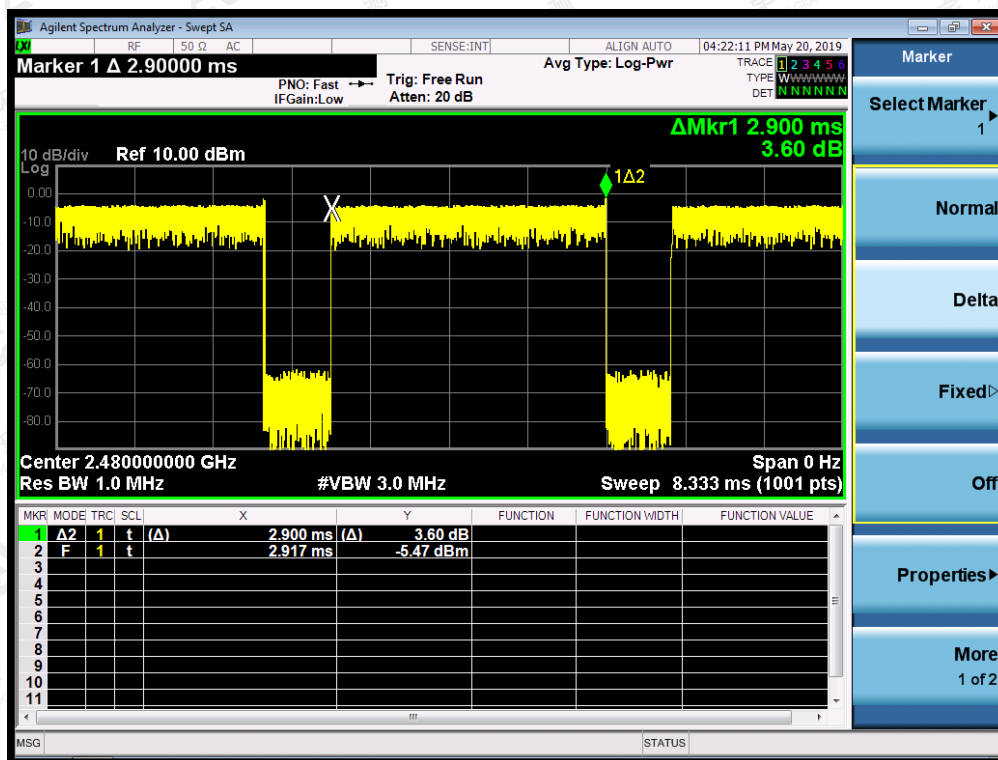 Agilent Spectrum Analyzer - Swept SA
LXI RF 50 Ω AC SENSE:INT ALIGN AUTO 04:22:11 PM May 20, 2019
Marker 1 Δ 2.90000 ms
PNO: Fast
IFGain:Low
Trig: Free Run
Atten: 20 dB
Avg Type: Log-Pwr
TRACE 1 2 3 4 5 6
TYPE WWWWWWW
DET N N N N N N
ΔMkr1 2.900 ms
3.60 dB
10 dB/div Ref 10.00 dBm
Log
0.00
-10.0
-20.0
-30.0
-40.0
-50.0
-60.0
-70.0
-80.0
X
1Δ2
Center 2.480000000 GHz Span 0 Hz
Res BW 1.0 MHz #VBW 3.0 MHz Sweep 8.333 ms (1001 pts)
MKR MODE TRC SCL X Y FUNCTION FUNCTION WIDTH FUNCTION VALUE
1 Δ2 1 t (Δ) 2.900 ms (Δ) 3.60 dB
2 F 1 t 2.917 ms -5.47 dBm
3
4
5
6
7
8
9
10
11
MSG STATUS
Marker
Select Marker
1
Normal
Delta
Fixed
Off
Properties
More
1 of 2